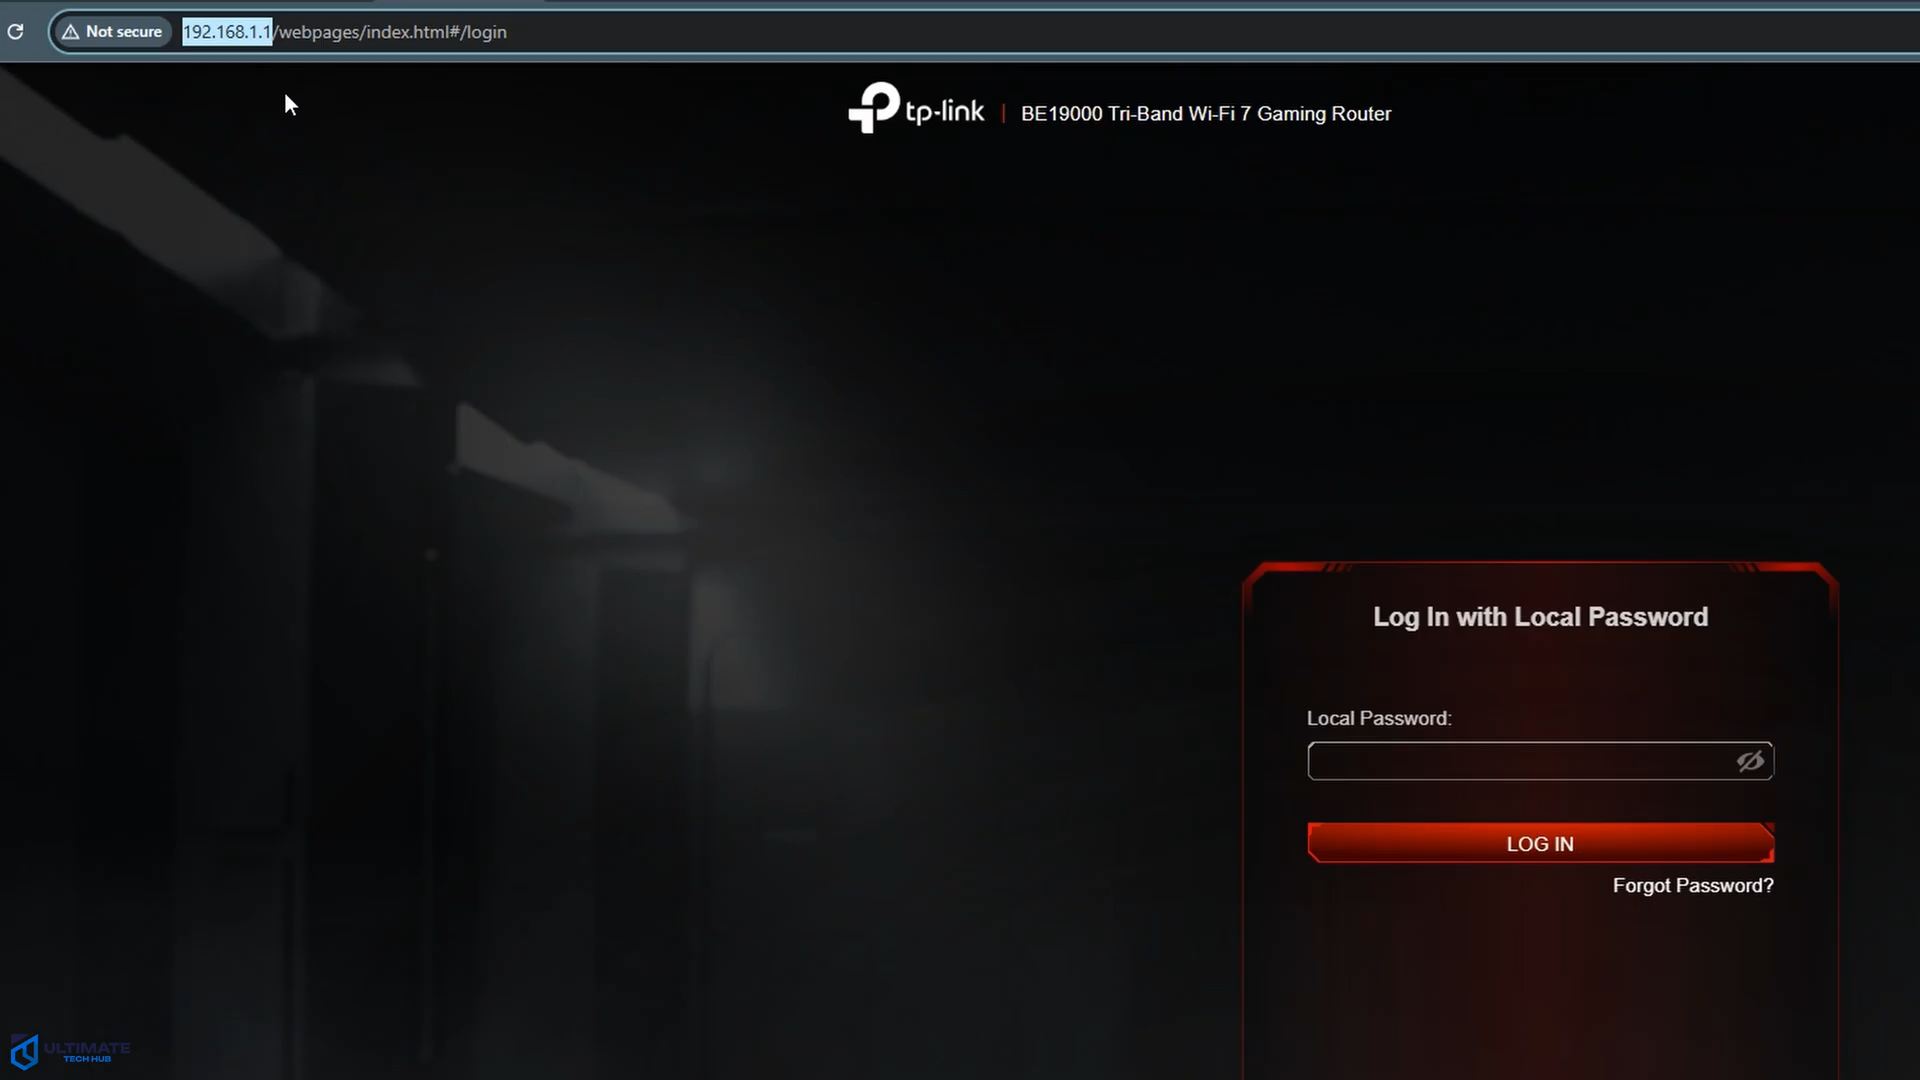 Not secure
192.168.1.1/webpages/index.html#/login
tp-link | BE19000 Tri-Band Wi-Fi 7 Gaming Router
Log In with Local Password
Local Password:
LOG IN
Forgot Password?
ULTIMATE
TECH HUB